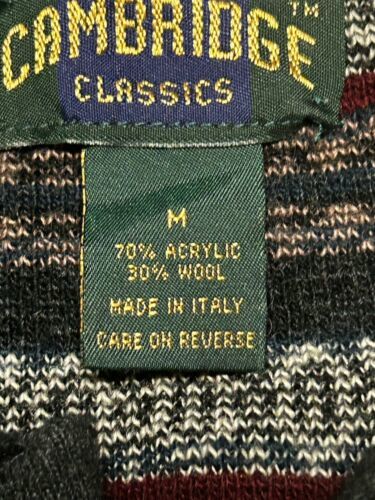 CAMBRIDGE™
CLASSICS
M
70% ACRYLIC
30% WOOL
MADE IN ITALY
CARE ON REVERSE